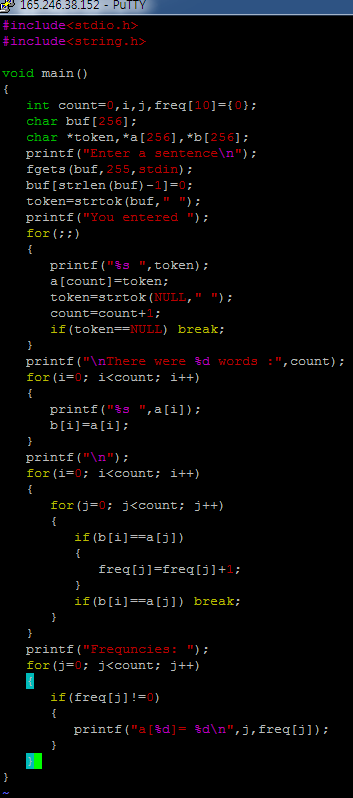 165.246.38.152 - PuTTY
#include<stdio.h>
#include<string.h>

void main()
{
   int count=0,i,j,freq[10]={0};
   char buf[256];
   char *token,*a[256],*b[256];
   printf("Enter a sentence\n");
   fgets(buf,255,stdin);
   buf[strlen(buf)-1]=0;
   token=strtok(buf," ");
   printf("You entered ");
   for(;;)
   {
      printf("%s ",token);
      a[count]=token;
      token=strtok(NULL," ");
      count=count+1;
      if(token==NULL) break;
   }
   printf("\nThere were %d words :",count);
   for(i=0; i<count; i++)
   {
      printf("%s ",a[i]);
      b[i]=a[i];
   }
   printf("\n");
   for(i=0; i<count; i++)
   {
      for(j=0; j<count; j++)
      {
         if(b[i]==a[j])
         {
            freq[j]=freq[j]+1;
         }
         if(b[i]==a[j]) break;
      }
   }
   printf("Frequncies: ");
   for(j=0; j<count; j++)
   {
      if(freq[j]!=0)
      {
         printf("a[%d]= %d\n",j,freq[j]);
      }
   }
}
~